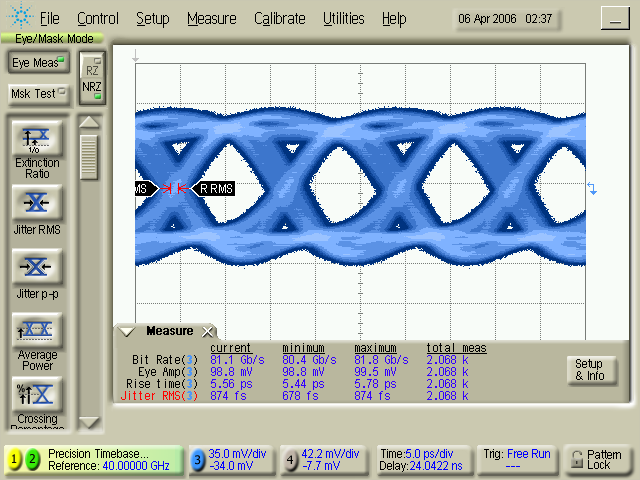 File Control Setup Measure Calibrate Utilities Help 06 Apr 2006 02:37
Eye/Mask Mode
Eye Meas
RZ
NRZ
Msk Test
1/0
Extinction
Ratio
Jitter RMS
Jitter p-p
Average
Power
%
Crossing
Percentage
MS R RMS
Measure
current minimum maximum total meas
Bit Rate(3) 81.1 Gb/s 80.4 Gb/s 81.8 Gb/s 2.068 k
Eye Amp(3) 98.8 mV 98.8 mV 99.5 mV 2.068 k
Rise time(3) 5.56 ps 5.44 ps 5.78 ps 2.068 k
Jitter RMS(3) 874 fs 678 fs 874 fs 2.068 k
Setup
& Info
1 2 Precision Timebase...
Reference: 40.00000 GHz
3 35.0 mV/div
-34.0 mV
4 42.2 mV/div
-7.7 mV
Time:5.0 ps/div
Delay:24.0422 ns
Trig: Free Run
---
Pattern
Lock